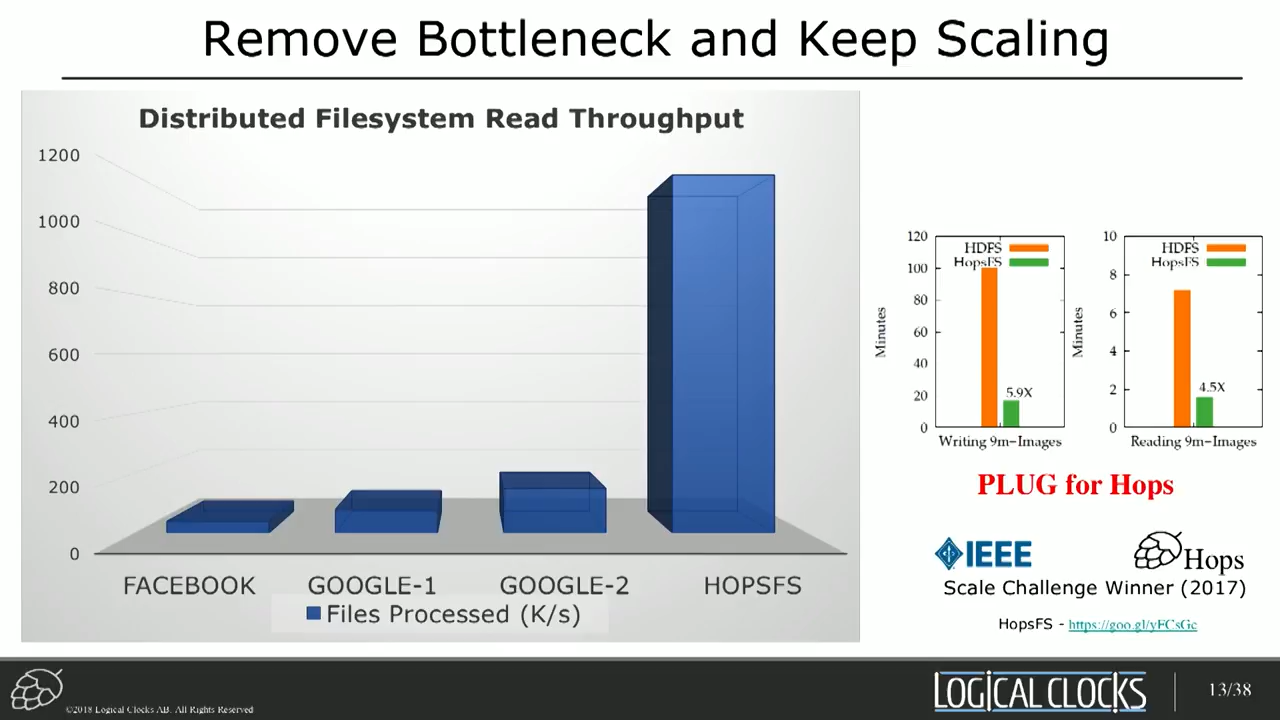 Remove Bottleneck and Keep Scaling
Distributed Filesystem Read Throughput
1200
1000
800
600
400
200
0
FACEBOOK GOOGLE-1 GOOGLE-2 HOPSFS
Files Processed (K/s)
120
100
80
60
40
20
0
Minutes
HDFS
HopsFS
5.9X
Writing 9m-Images
10
8
6
4
2
0
Minutes
HDFS
HopsFS
4.5X
Reading 9m-Images
PLUG for Hops
IEEE
Hops
Scale Challenge Winner (2017)
HopsFS - https://goo.gl/yFCsGc
©2018 Logical Clocks AB. All Rights Reserved
LOGICAL CLOCKS
13/38